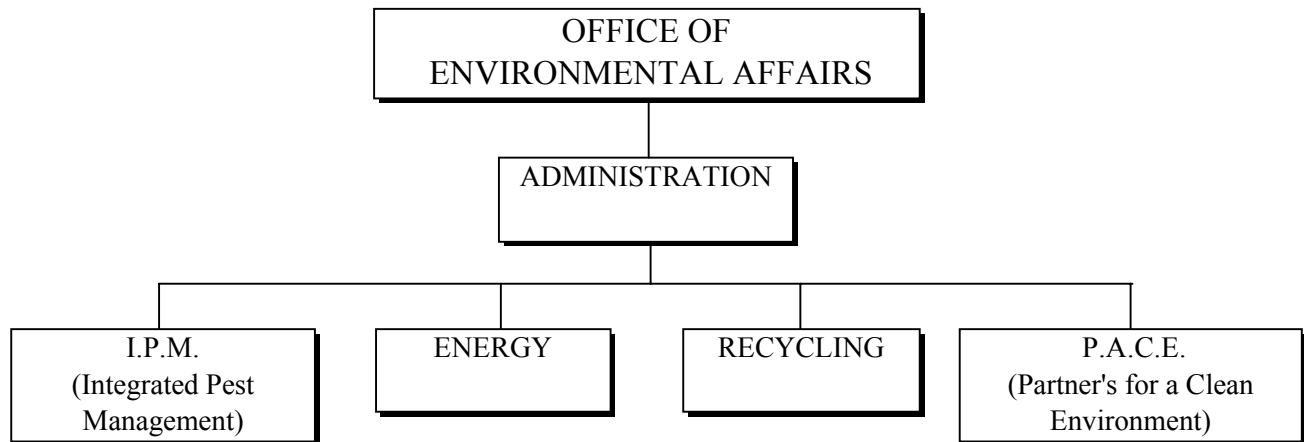 OFFICE OF
ENVIRONMENTAL AFFAIRS
ADMINISTRATION
I.P.M.
(Integrated Pest
Management)
ENERGY
RECYCLING
P.A.C.E.
(Partner's for a Clean
Environment)